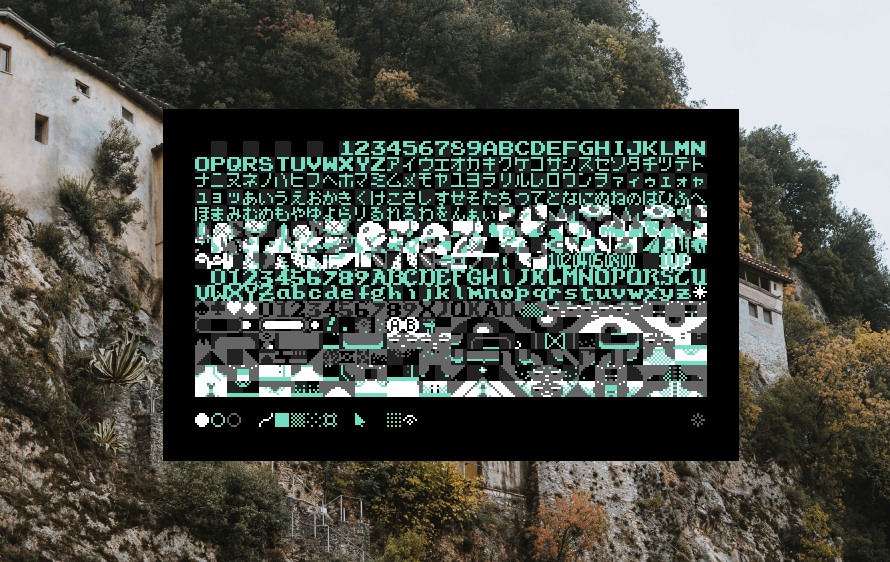 123456789ABCDEFGHIJKLMN
OPQRSTUVWXYZアイウエオカキクケコサシスセソタチツテト
ナニヌネノハヒフヘホマミムメモヤユヨラリルレロワンヲァィゥェォャ
ュョッあいうえおかきくけこさしすせそたちつてとなにぬねのはひふへ
ほまみむめもやゆよらりるれろわをんぁぃ
0123456789ABCDEFGHIJKLMNOPQRSTU
VWXYZabcdefghijklmnopqrstuvwxyz
0123456789XJQKA
AB